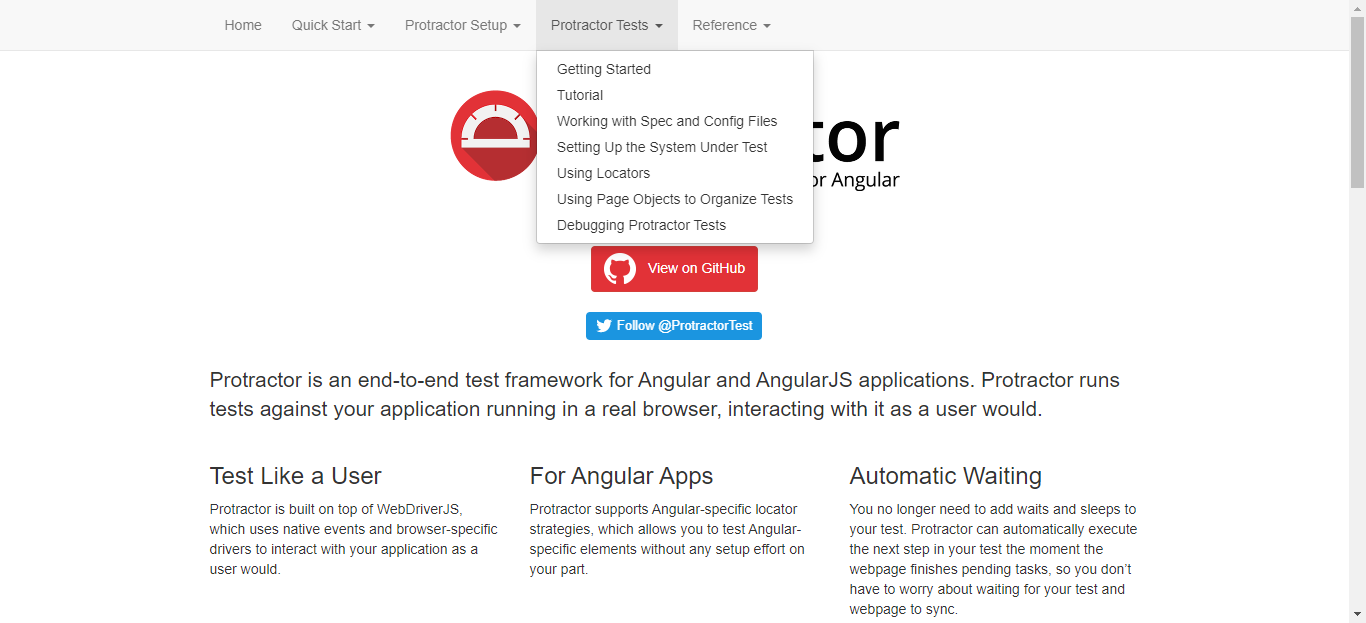 Home
Quick Start
Protractor Setup
Protractor Tests
Reference
Getting Started
Tutorial
Working with Spec and Config Files
Setting Up the System Under Test
Using Locators
Using Page Objects to Organize Tests
Debugging Protractor Tests
tor
or Angular
View on GitHub
Follow @ProtractorTest
Protractor is an end-to-end test framework for Angular and AngularJS applications. Protractor runs
tests against your application running in a real browser, interacting with it as a user would.
Test Like a User
Protractor is built on top of WebDriverJS,
which uses native events and browser-specific
drivers to interact with your application as a
user would.
For Angular Apps
Protractor supports Angular-specific locator
strategies, which allows you to test Angular-
specific elements without any setup effort on
your part.
Automatic Waiting
You no longer need to add waits and sleeps to
your test. Protractor can automatically execute
the next step in your test the moment the
webpage finishes pending tasks, so you don’t
have to worry about waiting for your test and
webpage to sync.